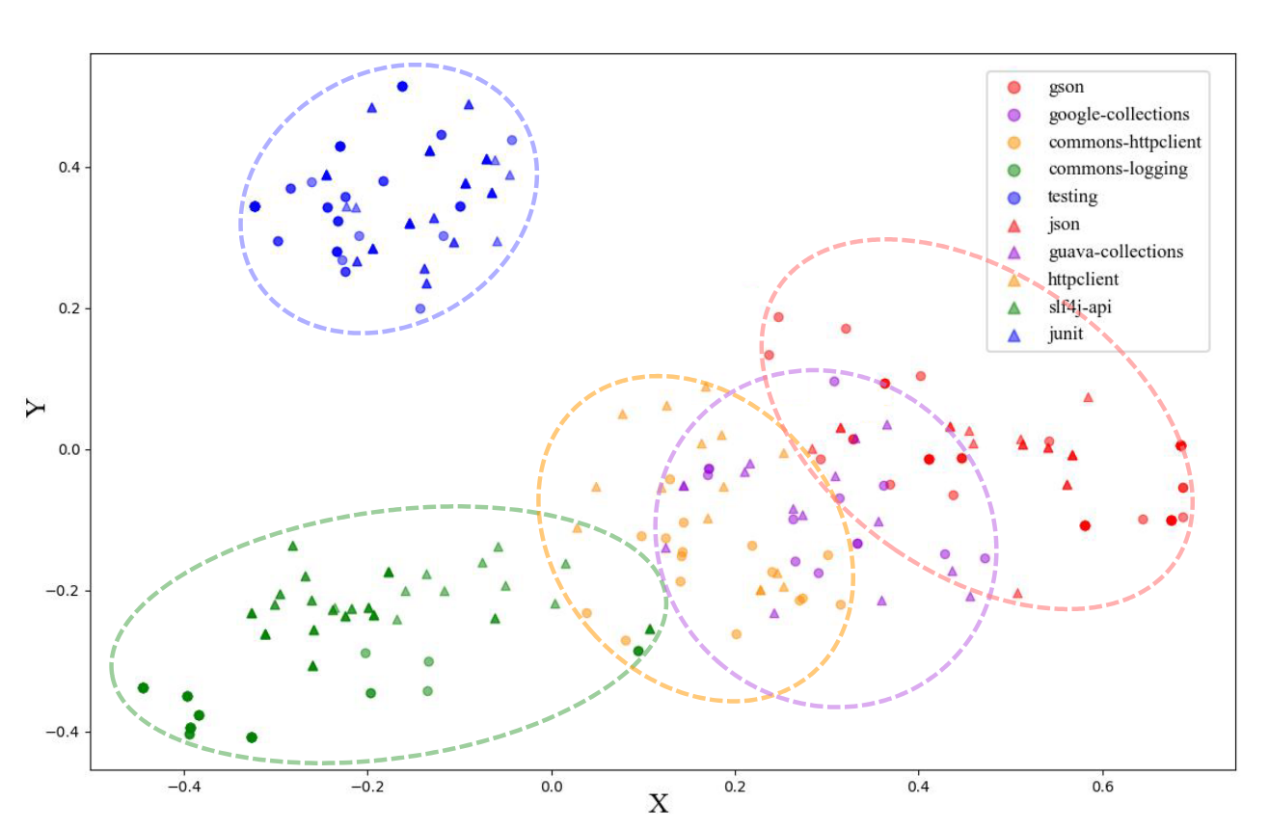 gson
google-collections
commons-httpclient
commons-logging
testing
json
guava-collections
httpclient
slf4j-api
junit
0.4
0.2
0.0
−0.2
−0.4
Y
−0.4
−0.2
0.0
0.2
0.4
0.6
X